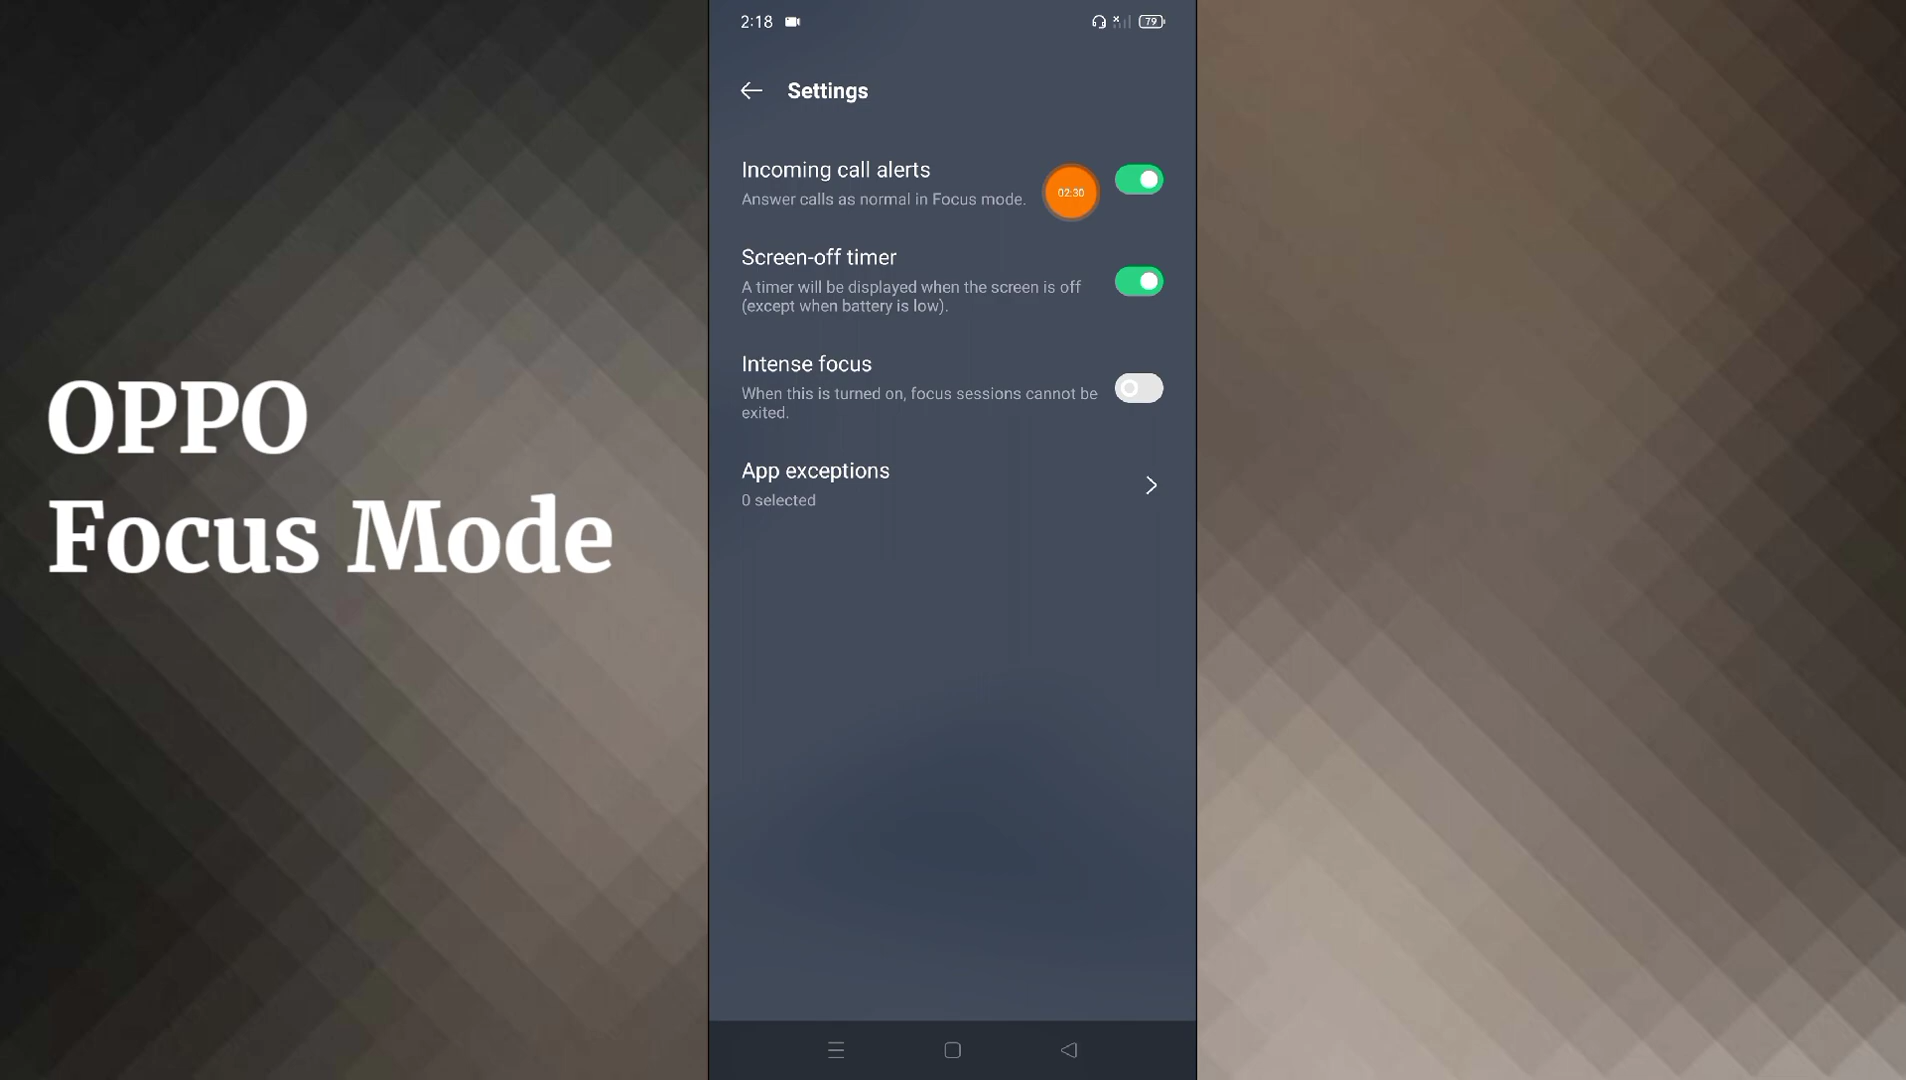 OPPO
Focus Mode
2:18
79
Settings
Incoming call alerts
Answer calls as normal in Focus mode.
02:30
Screen-off timer
A timer will be displayed when the screen is off
(except when battery is low).
Intense focus
When this is turned on, focus sessions cannot be
exited.
App exceptions
0 selected